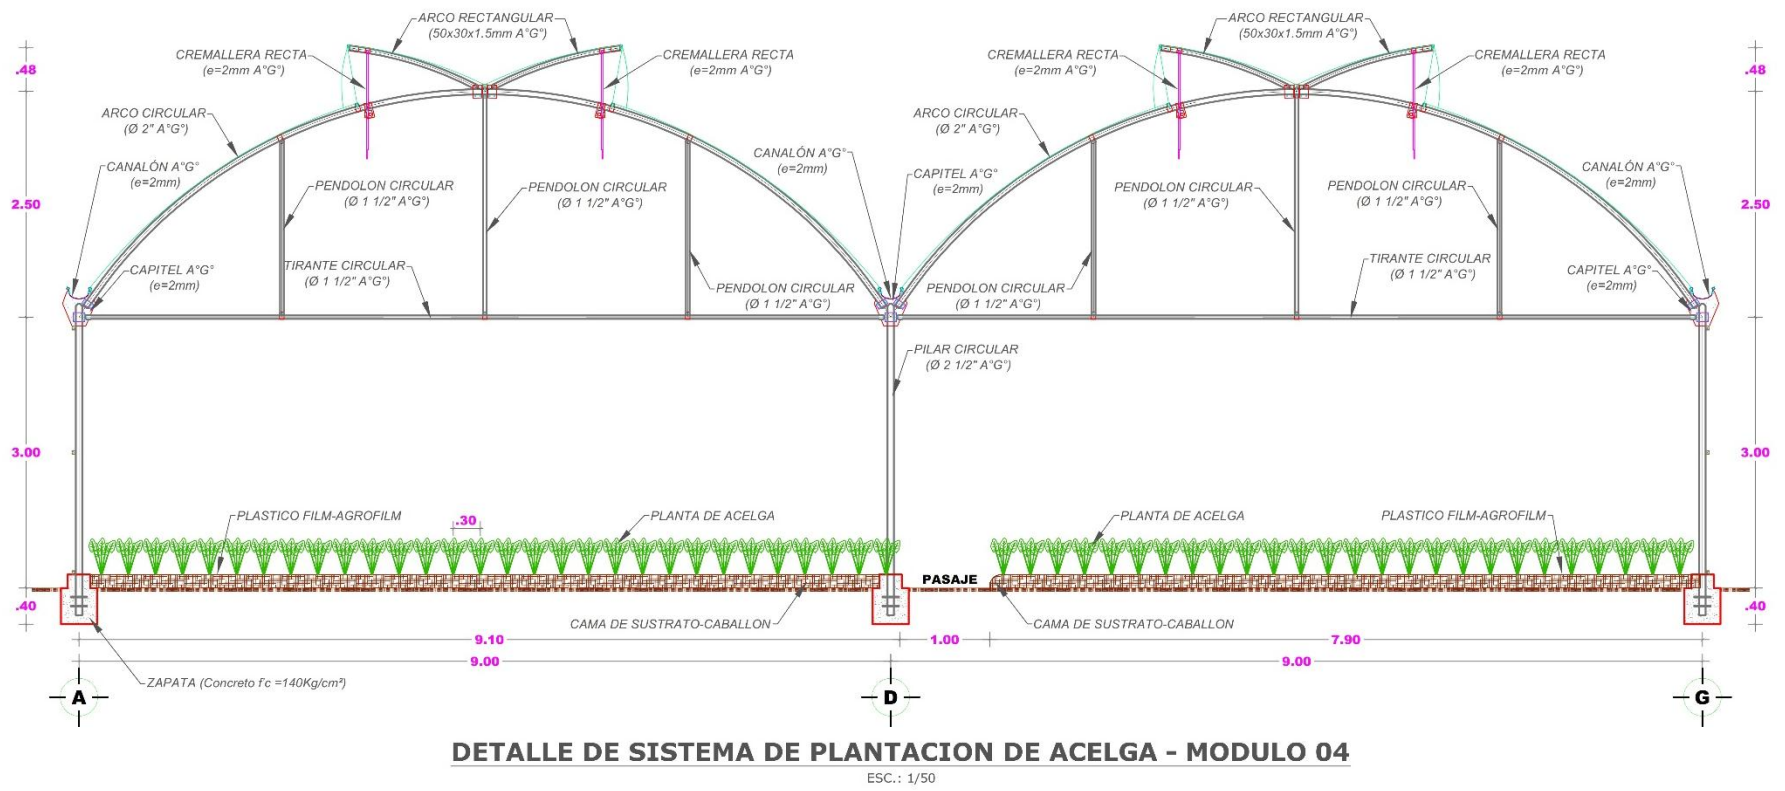 ARCO RECTANGULAR
(50x30x1.5mm A°G°)
ARCO RECTANGULAR
(50x30x1.5mm A°G°)
CREMALLERA RECTA
(e=2mm A°G°)
CREMALLERA RECTA
(e=2mm A°G°)
CREMALLERA RECTA
(e=2mm A°G°)
CREMALLERA RECTA
(e=2mm A°G°)
.48
.48
ARCO CIRCULAR
(Ø 2" A°G°)
ARCO CIRCULAR
(Ø 2" A°G°)
CANALÓN A°G°
(e=2mm)
CANALÓN A°G°
(e=2mm)
CAPITEL A°G°
(e=2mm)
CANALÓN A°G°
(e=2mm)
PENDOLON CIRCULAR
(Ø 1 1/2" A°G°)
PENDOLON CIRCULAR
(Ø 1 1/2" A°G°)
PENDOLON CIRCULAR
(Ø 1 1/2" A°G°)
PENDOLON CIRCULAR
(Ø 1 1/2" A°G°)
2.50
2.50
CAPITEL A°G°
(e=2mm)
TIRANTE CIRCULAR
(Ø 1 1/2" A°G°)
PENDOLON CIRCULAR
(Ø 1 1/2" A°G°)
PENDOLON CIRCULAR
(Ø 1 1/2" A°G°)
TIRANTE CIRCULAR
(Ø 1 1/2" A°G°)
CAPITEL A°G°
(e=2mm)
PILAR CIRCULAR
(Ø 2 1/2" A°G°)
3.00
3.00
PLASTICO FILM-AGROFILM
.30
PLANTA DE ACELGA
PLANTA DE ACELGA
PLASTICO FILM-AGROFILM
PASAJE
.40
.40
CAMA DE SUSTRATO-CABALLON
CAMA DE SUSTRATO-CABALLON
9.10
1.00
7.90
9.00
9.00
ZAPATA (Concreto f'c =140Kg/cm²)
A
D
G
DETALLE DE SISTEMA DE PLANTACION DE ACELGA - MODULO 04
ESC.: 1/50